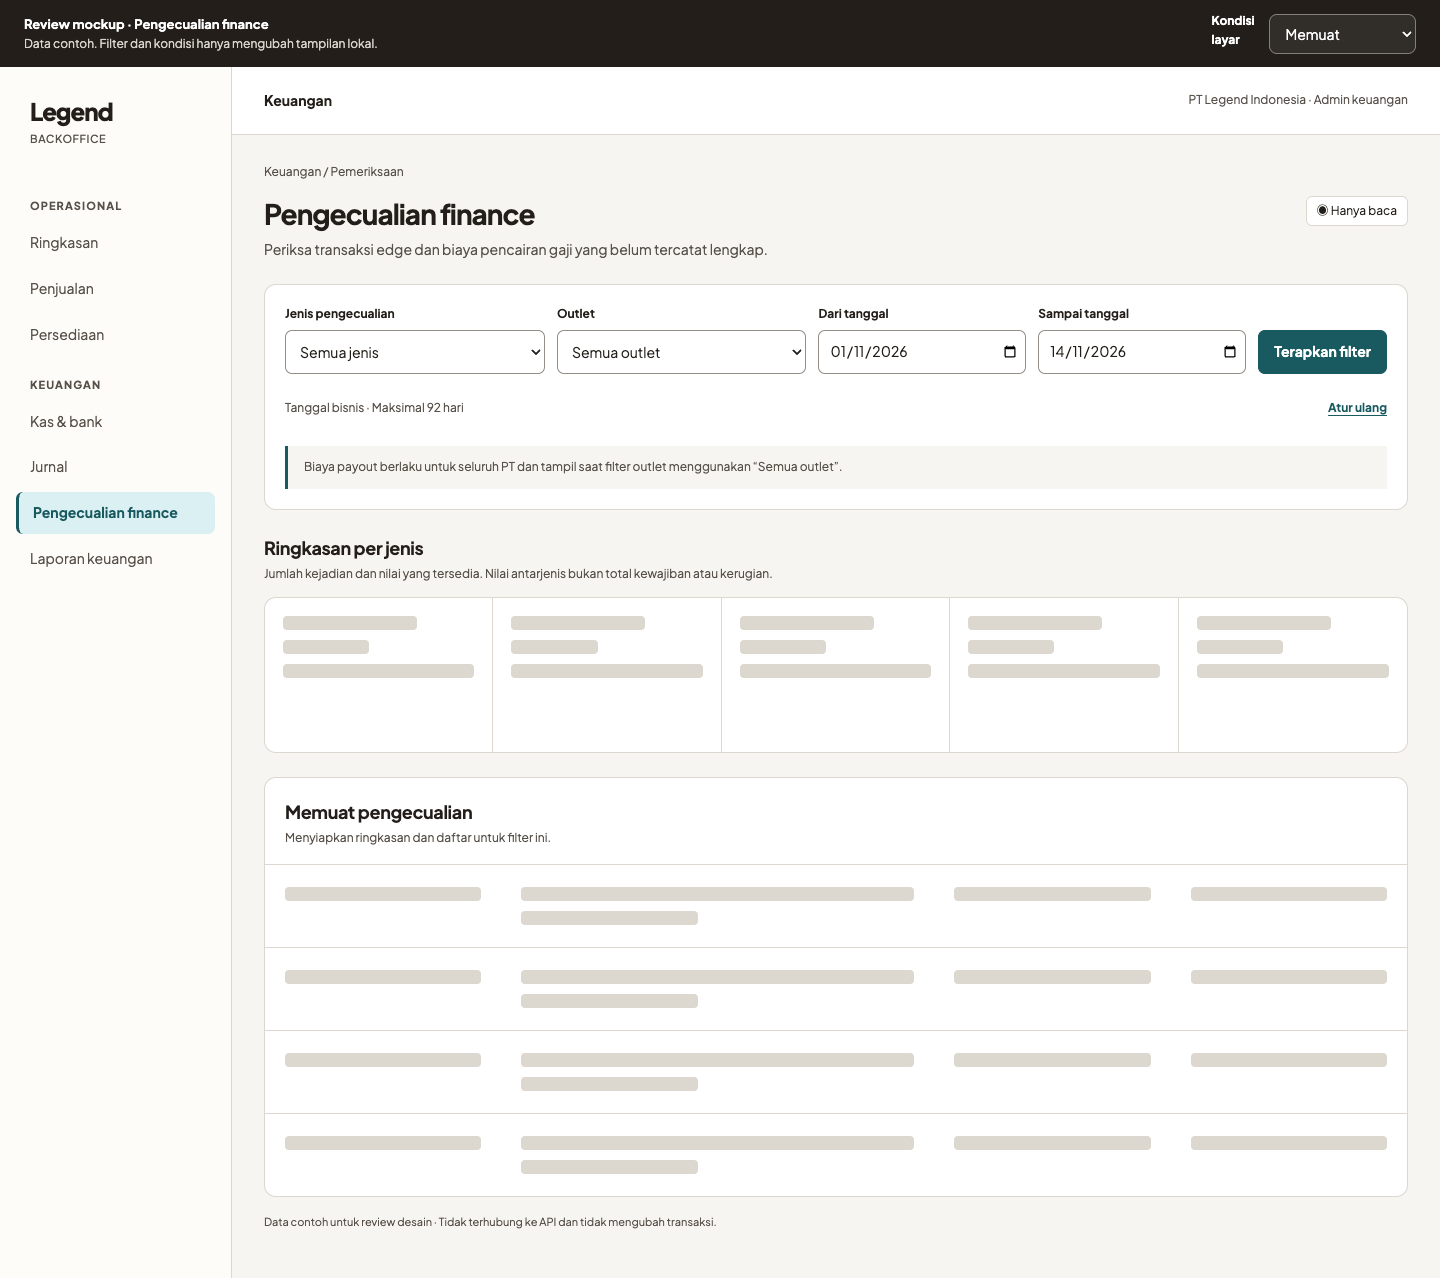 Review mockup · Pengecualian finance
Data contoh. Filter dan kondisi hanya mengubah tampilan lokal.
Kondisi
layar
Memuat
Legend
BACKOFFICE
OPERASIONAL
Ringkasan
Penjualan
Persediaan
KEUANGAN
Kas & bank
Jurnal
Pengecualian finance
Laporan keuangan
Keuangan
PT Legend Indonesia · Admin keuangan
Keuangan / Pemeriksaan
Pengecualian finance
Hanya baca
Periksa transaksi edge dan biaya pencairan gaji yang belum tercatat lengkap.
Jenis pengecualian
Outlet
Dari tanggal
Sampai tanggal
Semua jenis
Semua outlet
01/11/2026
14/11/2026
Terapkan filter
Tanggal bisnis · Maksimal 92 hari
Atur ulang
Biaya payout berlaku untuk seluruh PT dan tampil saat filter outlet menggunakan “Semua outlet”.
Ringkasan per jenis
Jumlah kejadian dan nilai yang tersedia. Nilai antarjenis bukan total kewajiban atau kerugian.
Memuat pengecualian
Menyiapkan ringkasan dan daftar untuk filter ini.
Data contoh untuk review desain · Tidak terhubung ke API dan tidak mengubah transaksi.